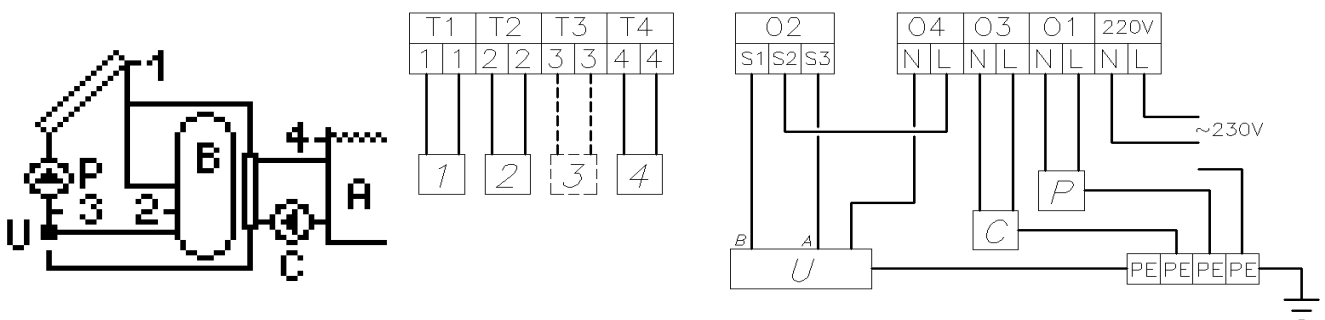 1
P
B
4
3
2
A
U
C
T1 T2 T3 T4
1 1 2 2 3 3 4 4
1 2 3 4
O2
S1 S2 S3
O4 O3 O1 220V
N L N L N L N L
~230V
P
C
B A
U
PE PE PE PE